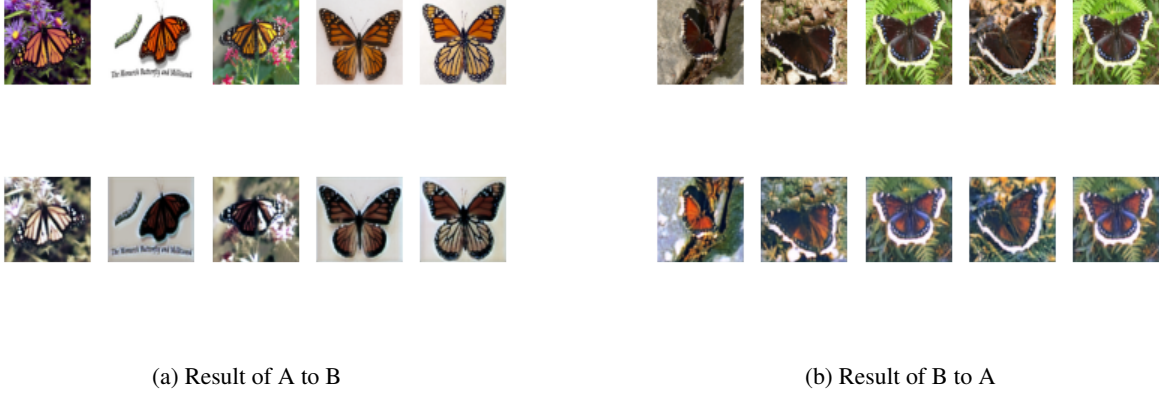 The Monarch Butterfly and Milkweed
The Monarch Butterfly and Milkweed
(a) Result of A to B
(b) Result of B to A